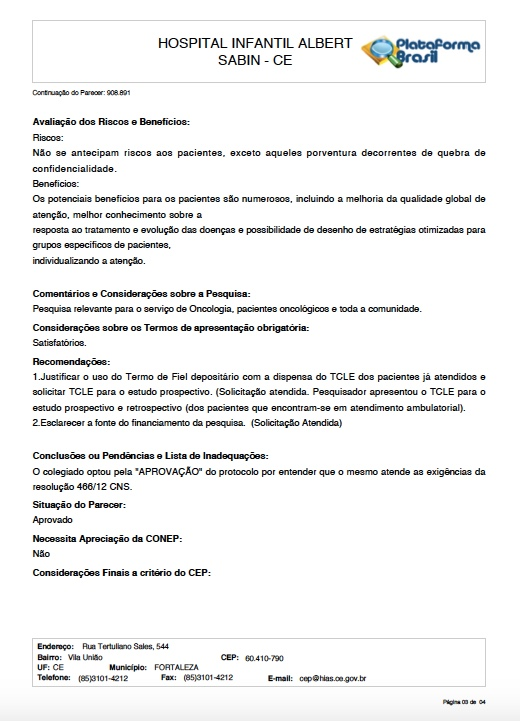 HOSPITAL INFANTIL ALBERT
SABIN - CE
Plataforma
Brasil
Continuação do Parecer: 908.891
Avaliação dos Riscos e Benefícios:
Riscos:
Não se antecipam riscos aos pacientes, exceto aqueles porventura decorrentes de quebra de
confidencialidade.
Benefícios:
Os potenciais benefícios para os pacientes são numerosos, incluindo a melhoria da qualidade global de
atenção, melhor conhecimento sobre a
resposta ao tratamento e evolução das doenças e possibilidade de desenho de estratégias otimizadas para
grupos específicos de pacientes,
individualizando a atenção.
Comentários e Considerações sobre a Pesquisa:
Pesquisa relevante para o serviço de Oncologia, pacientes oncológicos e toda a comunidade.
Considerações sobre os Termos de apresentação obrigatória:
Satisfatórios.
Recomendações:
1.Justificar o uso do Termo de Fiel depositário com a dispensa do TCLE dos pacientes já atendidos e
solicitar TCLE para o estudo prospectivo. (Solicitação atendida. Pesquisador apresentou o TCLE para o
estudo prospectivo e retrospectivo (dos pacientes que encontram-se em atendimento ambulatorial).
2.Esclarecer a fonte do financiamento da pesquisa. (Solicitação Atendida)
Conclusões ou Pendências e Lista de Inadequações:
O colegiado optou pela "APROVAÇÃO" do protocolo por entender que o mesmo atende as exigências da
resolução 466/12 CNS.
Situação do Parecer:
Aprovado
Necessita Apreciação da CONEP:
Não
Considerações Finais a critério do CEP:
Endereço: Rua Tertuliano Sales, 544
Bairro: Vila União CEP: 60.410-790
UF: CE Município: FORTALEZA
Telefone: (85)3101-4212 Fax: (85)3101-4212 E-mail: cep@hias.ce.gov.br
Página 03 de 04